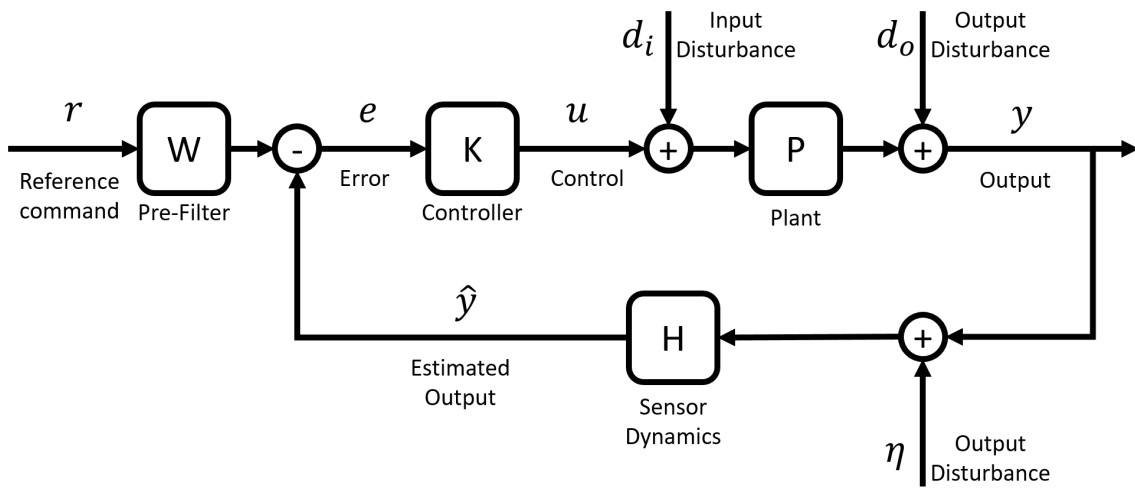 r
Reference
command
W
Pre-Filter
-
e
Error
K
Controller
u
Control
d_i
Input
Disturbance
+
P
Plant
d_o
Output
Disturbance
+
y
Output
ŷ
Estimated
Output
H
Sensor
Dynamics
+
η
Output
Disturbance